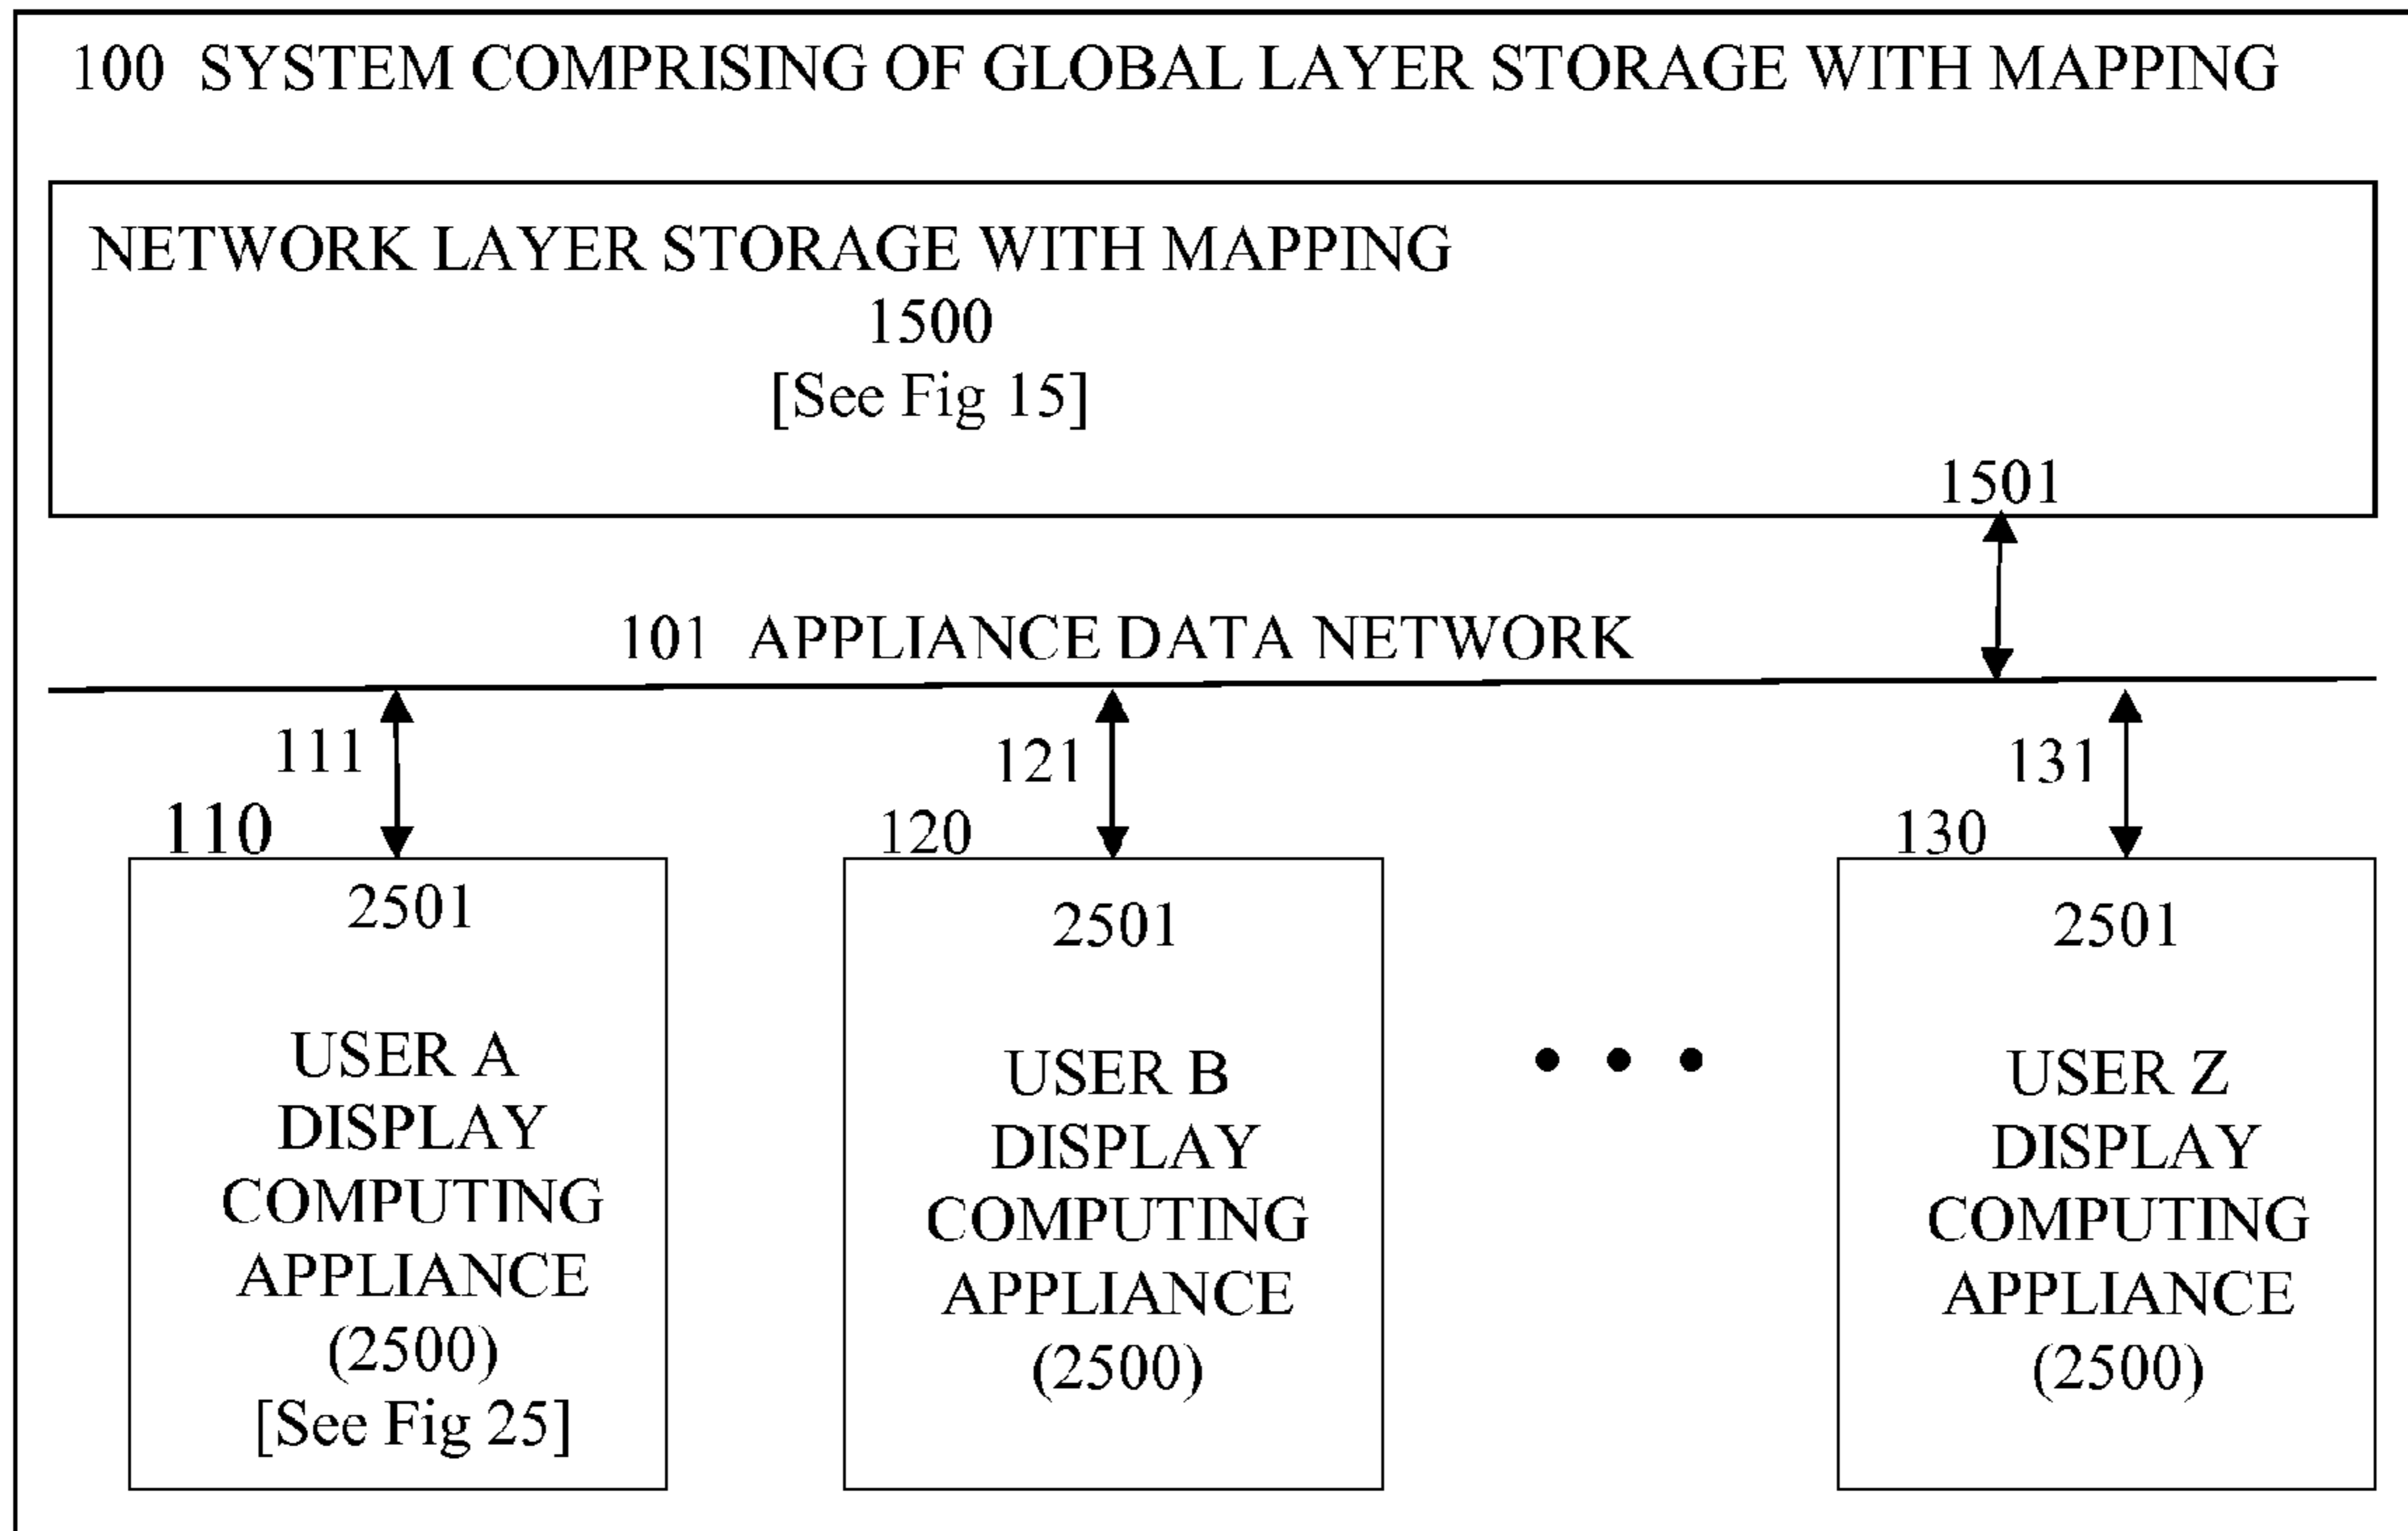 100 SYSTEM COMPRISING OF GLOBAL LAYER STORAGE WITH MAPPING
NETWORK LAYER STORAGE WITH MAPPING
1500
[See Fig 15]
1501
101 APPLIANCE DATA NETWORK
111
121
131
110
120
130
2501
USER A
DISPLAY
COMPUTING
APPLIANCE
(2500)
[See Fig 25]
2501
USER B
DISPLAY
COMPUTING
APPLIANCE
(2500)
• • •
2501
USER Z
DISPLAY
COMPUTING
APPLIANCE
(2500)